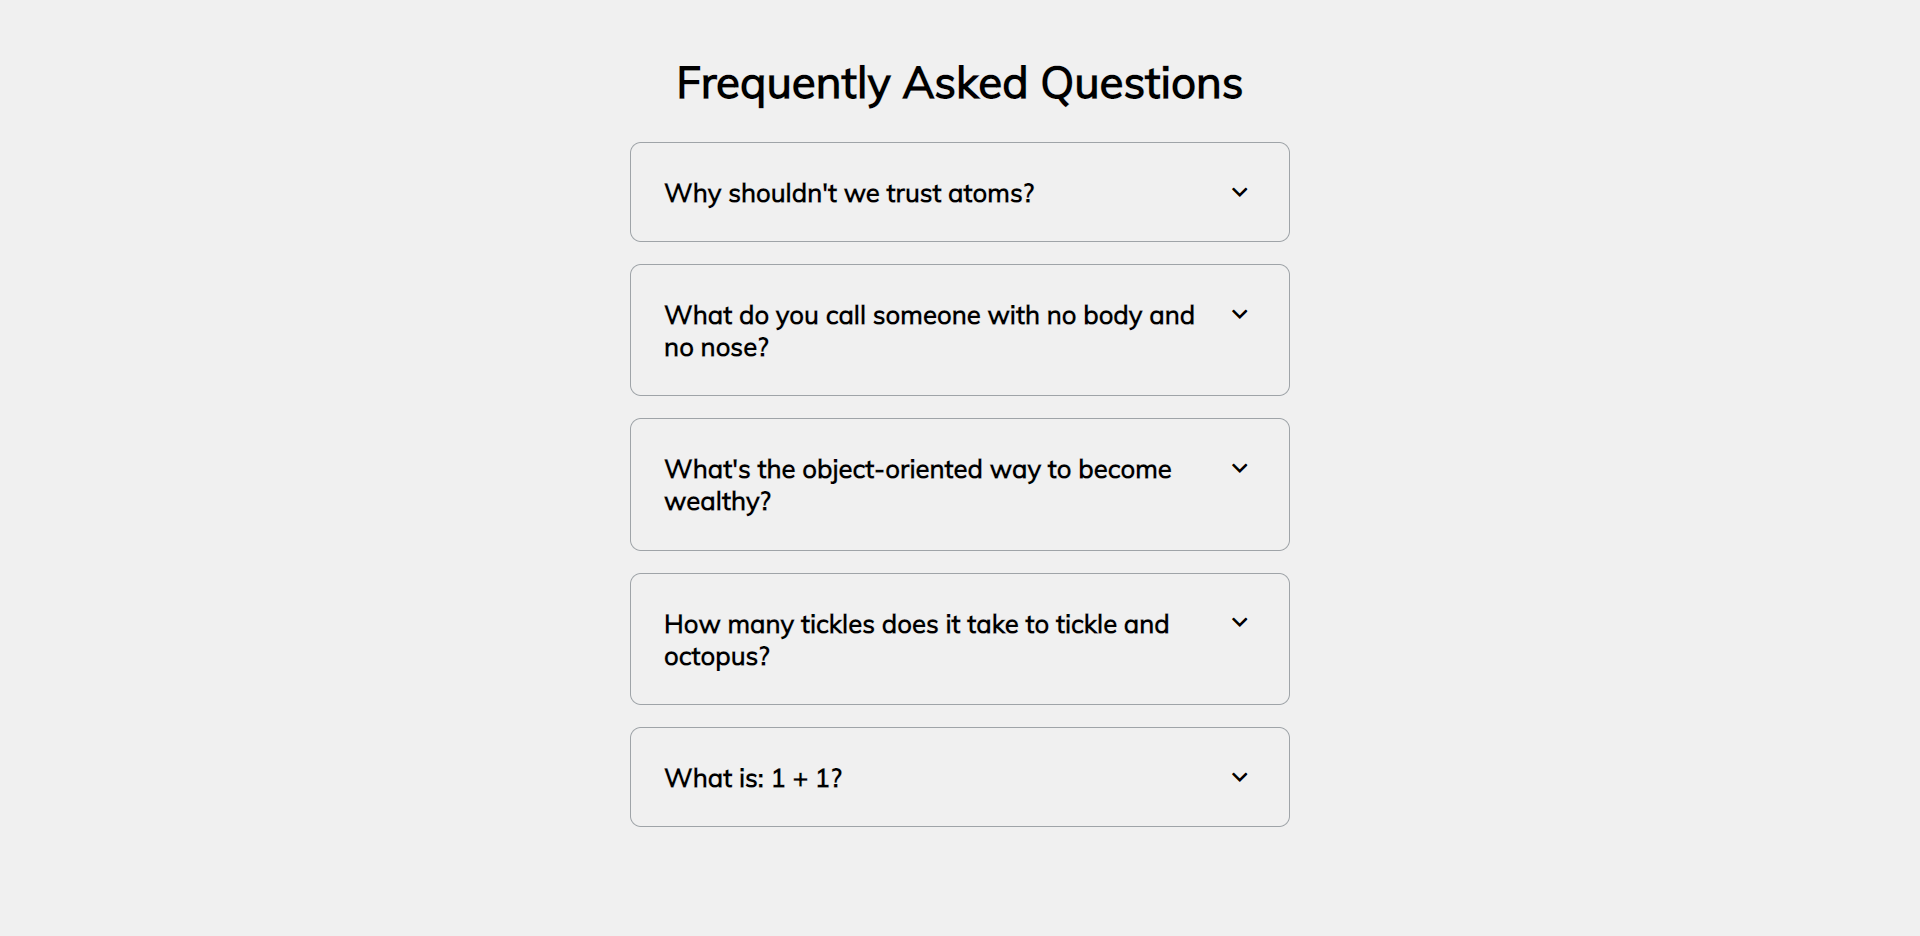 Frequently Asked Questions
Why shouldn't we trust atoms?
What do you call someone with no body and
no nose?
What's the object-oriented way to become
wealthy?
How many tickles does it take to tickle and
octopus?
What is: 1 + 1?